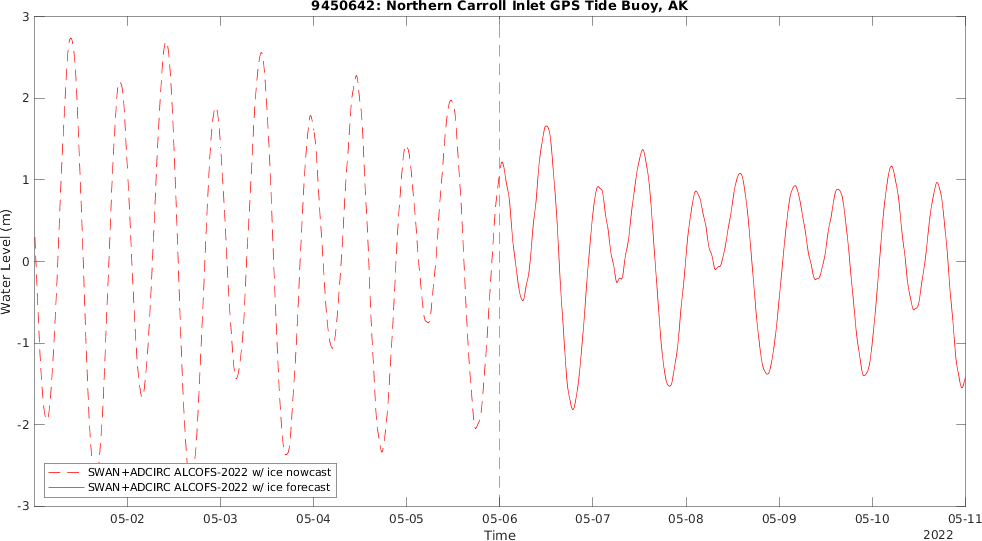 9450642: Northern Carroll Inlet GPS Tide Buoy, AK
3
2
1
0
-1
-2
-3
Water Level (m)
SWAN+ADCIRC ALCOFS-2022 w/ ice nowcast
SWAN+ADCIRC ALCOFS-2022 w/ ice forecast
05-02 05-03 05-04 05-05 05-06 05-07 05-08 05-09 05-10 05-11
Time
2022